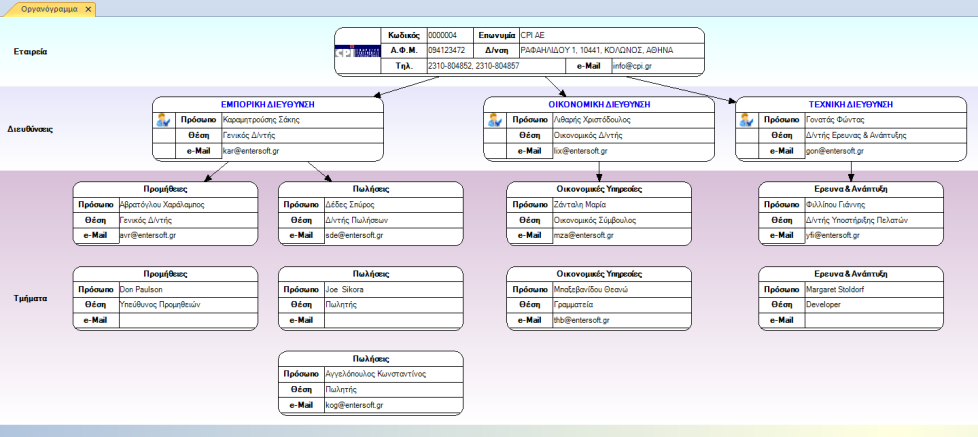 Οργανόγραμμα
Εταιρεία
CPI
Κωδικός 0000004 Επωνυμία CPI AE
Α.Φ.Μ. 094123472 Δ/νση ΡΑΦΑΗΛΙΔΟΥ 1, 10441, ΚΟΛΩΝΟΣ, ΑΘΗΝΑ
Τηλ. 2310-804852, 2310-804857 e-Mail info@cpi.gr
Διευθύνσεις
ΕΜΠΟΡΙΚΗ ΔΙΕΥΘΥΝΣΗ
Πρόσωπο Καραμητρούσης Σάκης
Θέση Γενικός Δ/ντής
e-Mail kar@entersoft.gr
ΟΙΚΟΝΟΜΙΚΗ ΔΙΕΥΘΥΝΣΗ
Πρόσωπο Λιθαρής Χριστόδουλος
Θέση Οικονομικός Δ/ντής
e-Mail lix@entersoft.gr
ΤΕΧΝΙΚΗ ΔΙΕΥΘΥΝΣΗ
Πρόσωπο Γονατάς Φώντας
Θέση Δ/ντής Ερευνας & Ανάπτυξης
e-Mail gon@entersoft.gr
Τμήματα
Προμήθειες
Πρόσωπο Αβρατόγλου Χαράλαμπος
Θέση Γενικός Δ/ντής
e-Mail avr@entersoft.gr
Πωλήσεις
Πρόσωπο Δέδες Σπύρος
Θέση Δ/ντής Πωλήσεων
e-Mail sde@entersoft.gr
Οικονομικές Υπηρεσίες
Πρόσωπο Ζάνταλη Μαρία
Θέση Οικονομικός Σύμβουλος
e-Mail mza@entersoft.gr
Ερευνα & Ανάπτυξη
Πρόσωπο Φιλλίπου Γιάννης
Θέση Δ/ντής Υποστήριξης Πελατών
e-Mail yfi@entersoft.gr
Προμήθειες
Πρόσωπο Don Paulson
Θέση Υπεύθυνος Προμηθειών
e-Mail
Πωλήσεις
Πρόσωπο Joe Sikora
Θέση Πωλητής
e-Mail
Οικονομικές Υπηρεσίες
Πρόσωπο Μπαξεβανίδου Θεανώ
Θέση Γραμματεία
e-Mail thb@entersoft.gr
Ερευνα & Ανάπτυξη
Πρόσωπο Margaret Stoldorf
Θέση Developer
e-Mail
Πωλήσεις
Πρόσωπο Αγγελόπουλος Κωνσταντίνος
Θέση Πωλητής
e-Mail kog@entersoft.gr